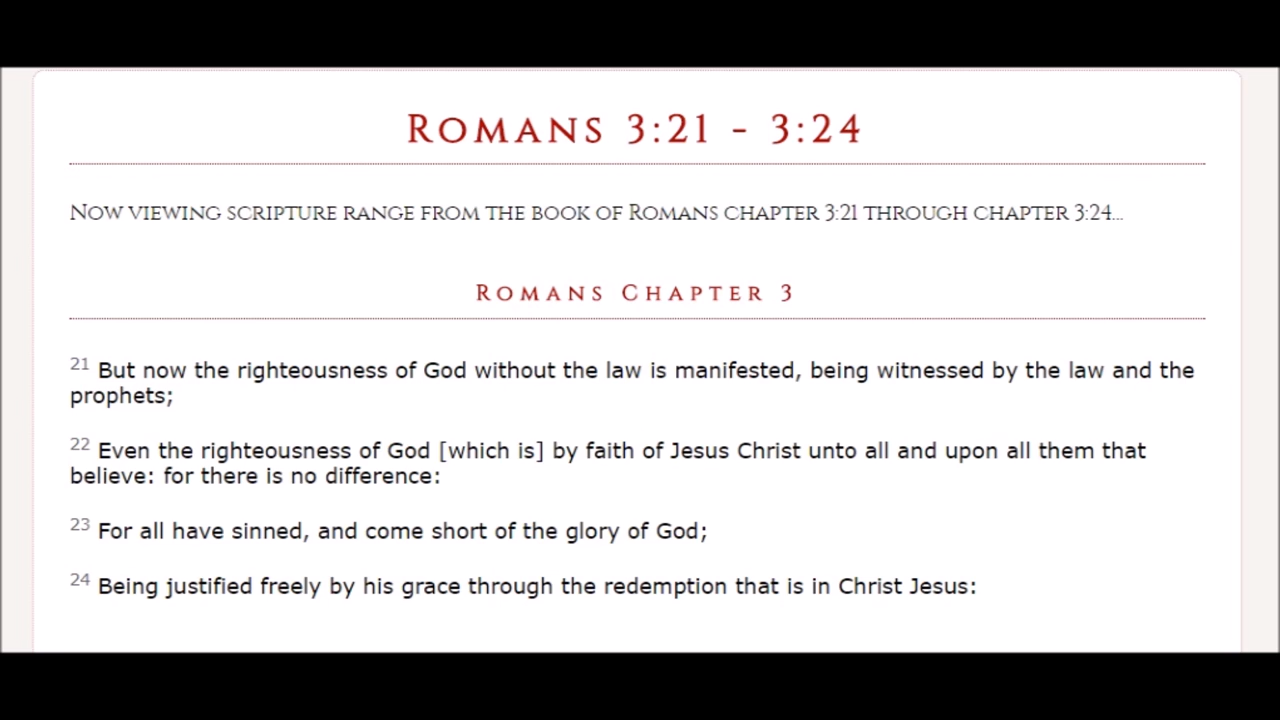 Romans 3:21 - 3:24
Now viewing scripture range from the book of Romans chapter 3:21 through chapter 3:24...
Romans Chapter 3
21 But now the righteousness of God without the law is manifested, being witnessed by the law and the
prophets;
22 Even the righteousness of God [which is] by faith of Jesus Christ unto all and upon all them that
believe: for there is no difference:
23 For all have sinned, and come short of the glory of God;
24 Being justified freely by his grace through the redemption that is in Christ Jesus: